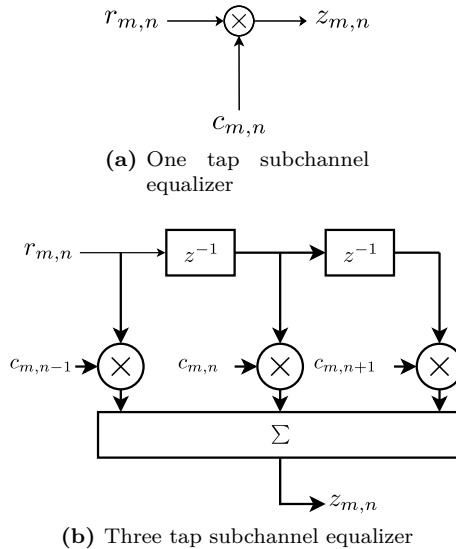 r_{m,n} z_{m,n}
c_{m,n}
(a) One tap subchannel
equalizer
r_{m,n} z^{-1} z^{-1}
c_{m,n-1} c_{m,n} c_{m,n+1}
Σ
z_{m,n}
(b) Three tap subchannel equalizer